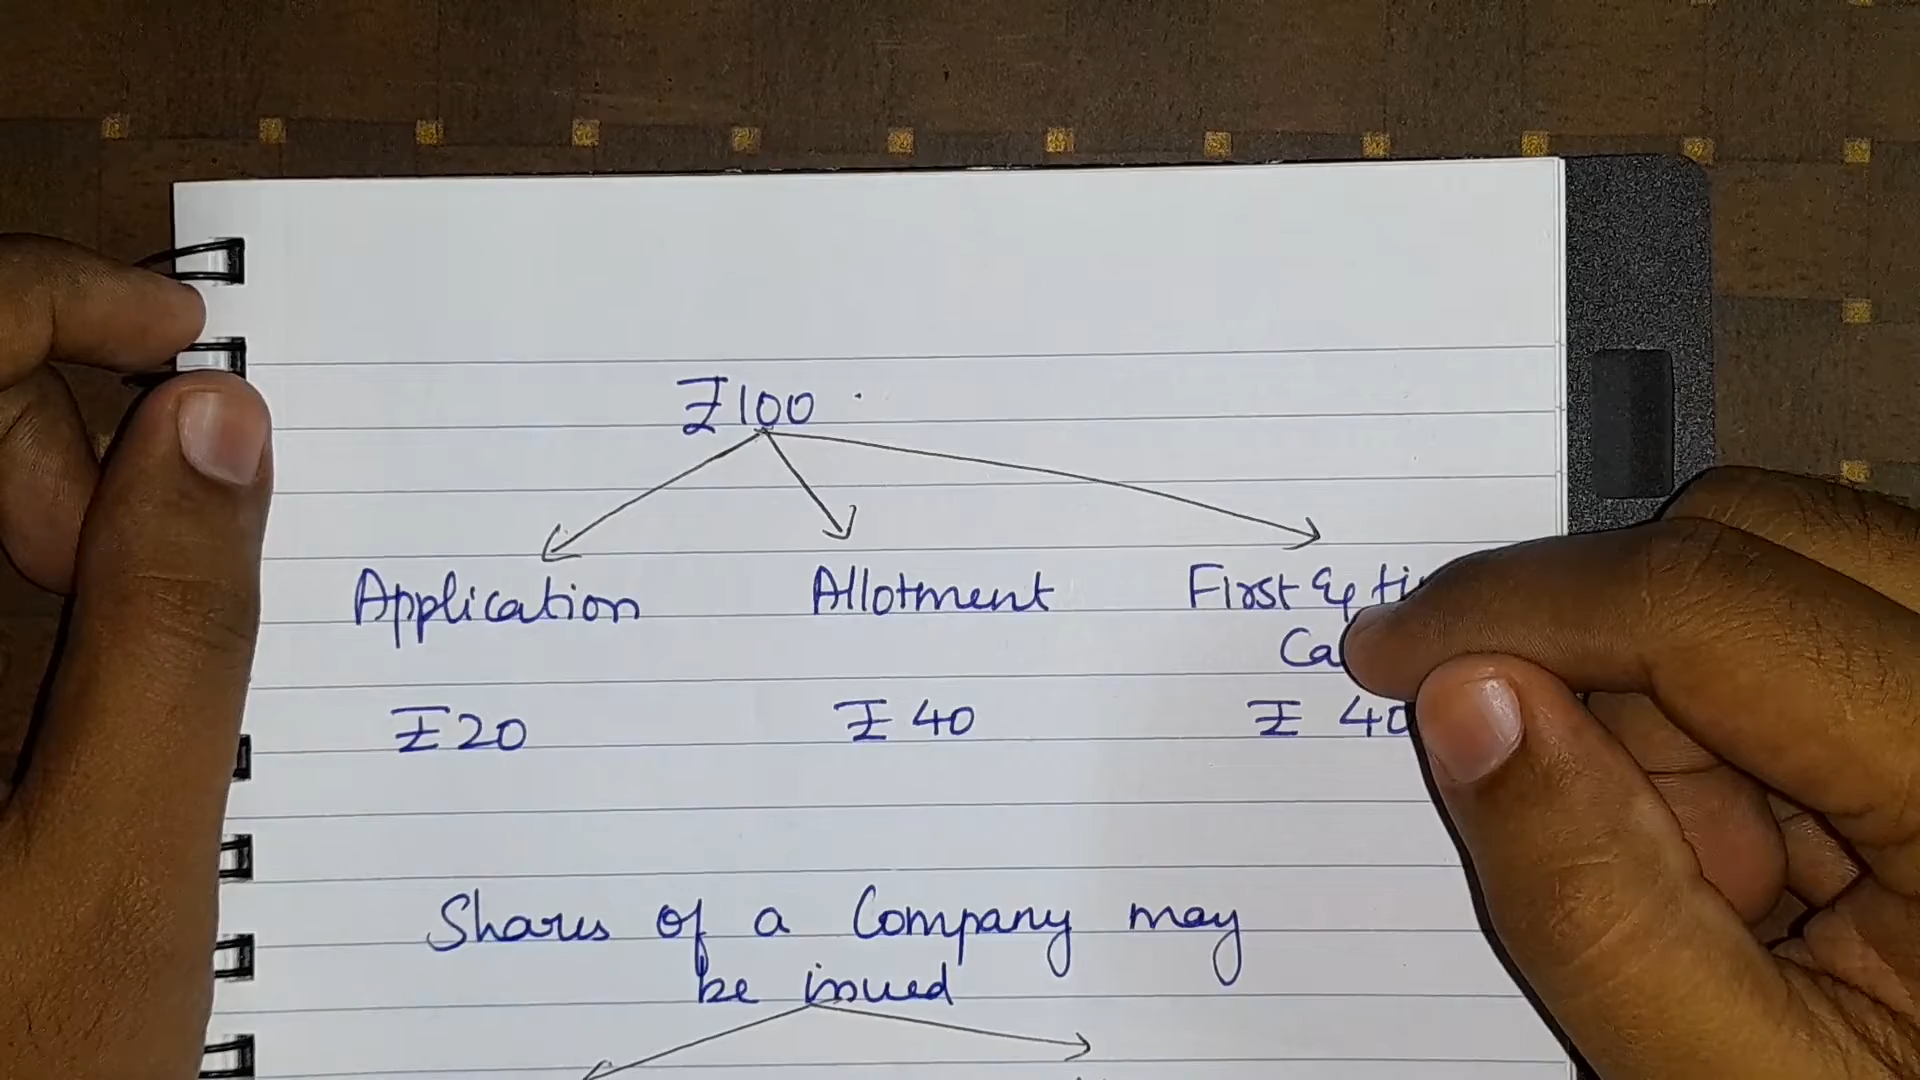 ₹100
Application Allotment First &
₹20 ₹ 40 ₹ 40
Shares of a Company may
be issued